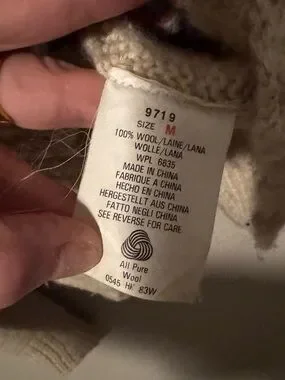 9719
SIZE M
100% WOOL/LAINE/LANA
WOLLE/LANA
WPL 6835
MADE IN CHINA
FABRIQUE A CHINA
HECHO EN CHINA
HERGESTELLT AUS CHINA
FATTO NEGLI CHINA
SEE REVERSE FOR CARE
All Pure
Wool
0545 HK 83W